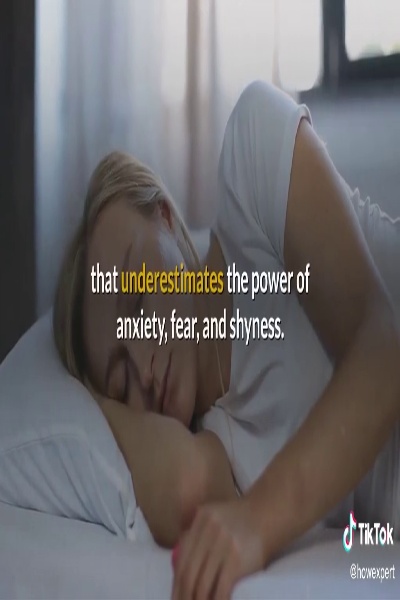 that underestimates the power of
anxiety, fear, and shyness.
TikTok
@howexpert